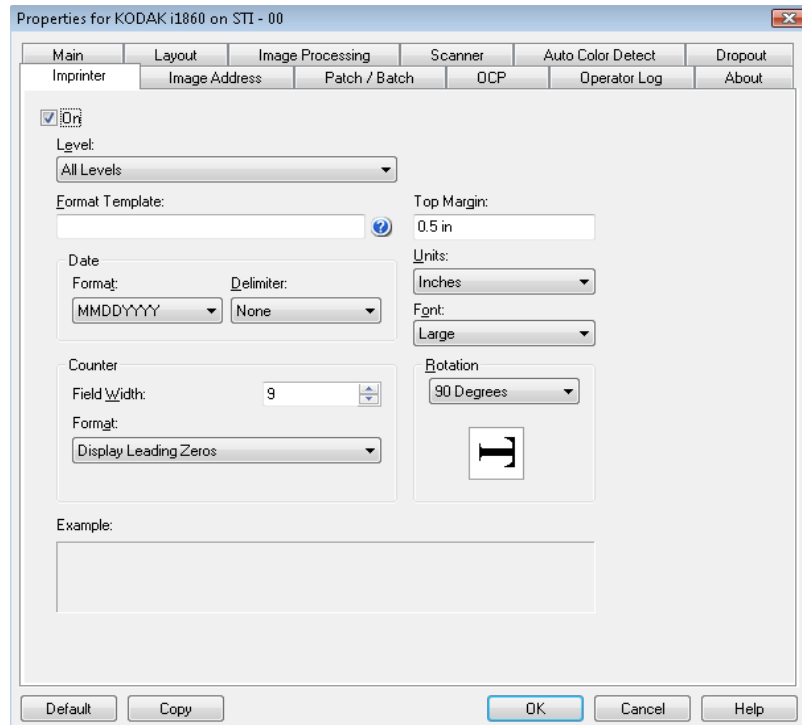 Properties for KODAK i1860 on STI - 00
Main Layout Image Processing Scanner Auto Color Detect Dropout
Imprinter Image Address Patch / Batch OCP Operator Log About
On
Level:
All Levels
Format Template: Top Margin:
0.5 in
Date Units:
Format: Delimiter: Inches
MMDDYYYY None Font:
Large
Counter Rotation
Field Width: 9 90 Degrees
Format:
Display Leading Zeros
T
Example:
Default Copy OK Cancel Help